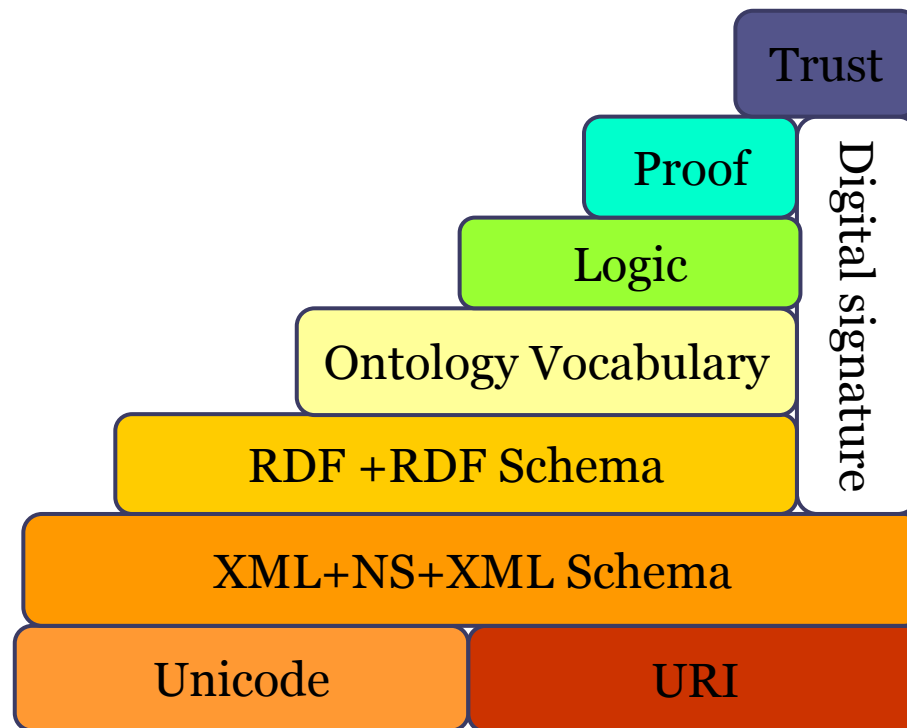 Trust
Proof
Digital signature
Logic
Ontology Vocabulary
RDF +RDF Schema
XML+NS+XML Schema
Unicode
URI